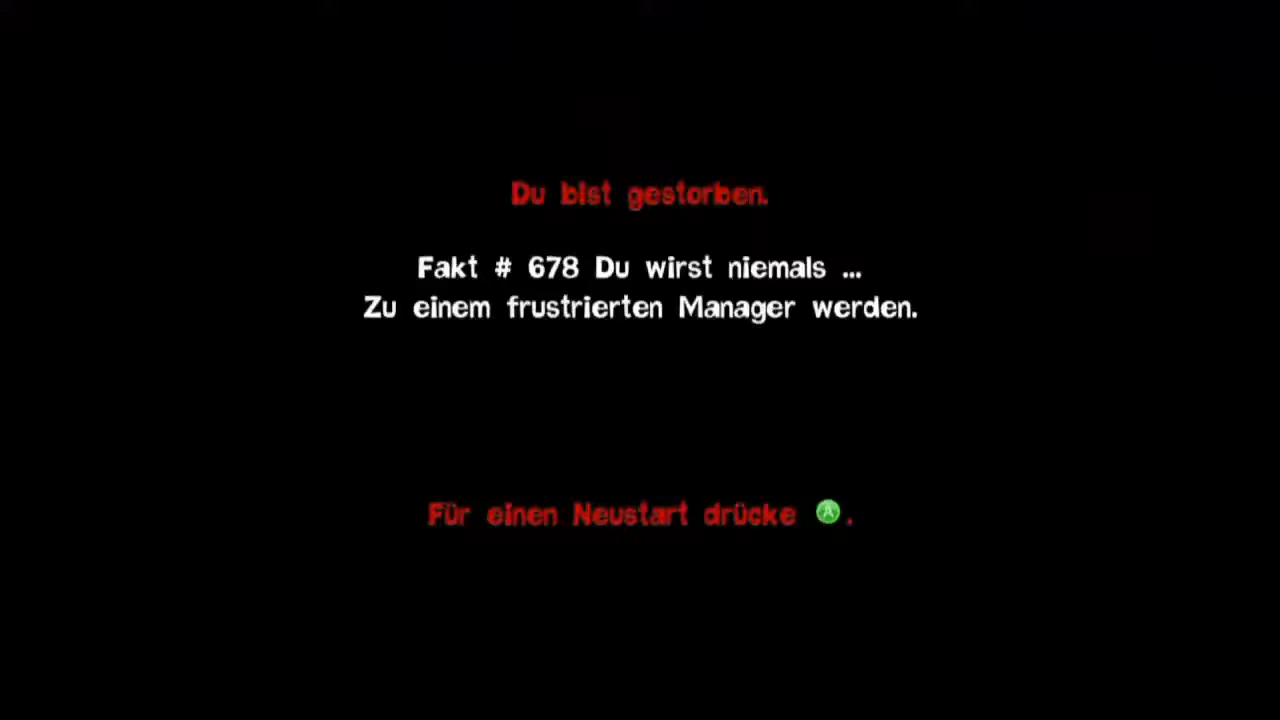 Du bist gestorben.
Fakt # 678 Du wirst niemals ...
Zu einem frustrierten Manager werden.
Für einen Neustart drücke A.